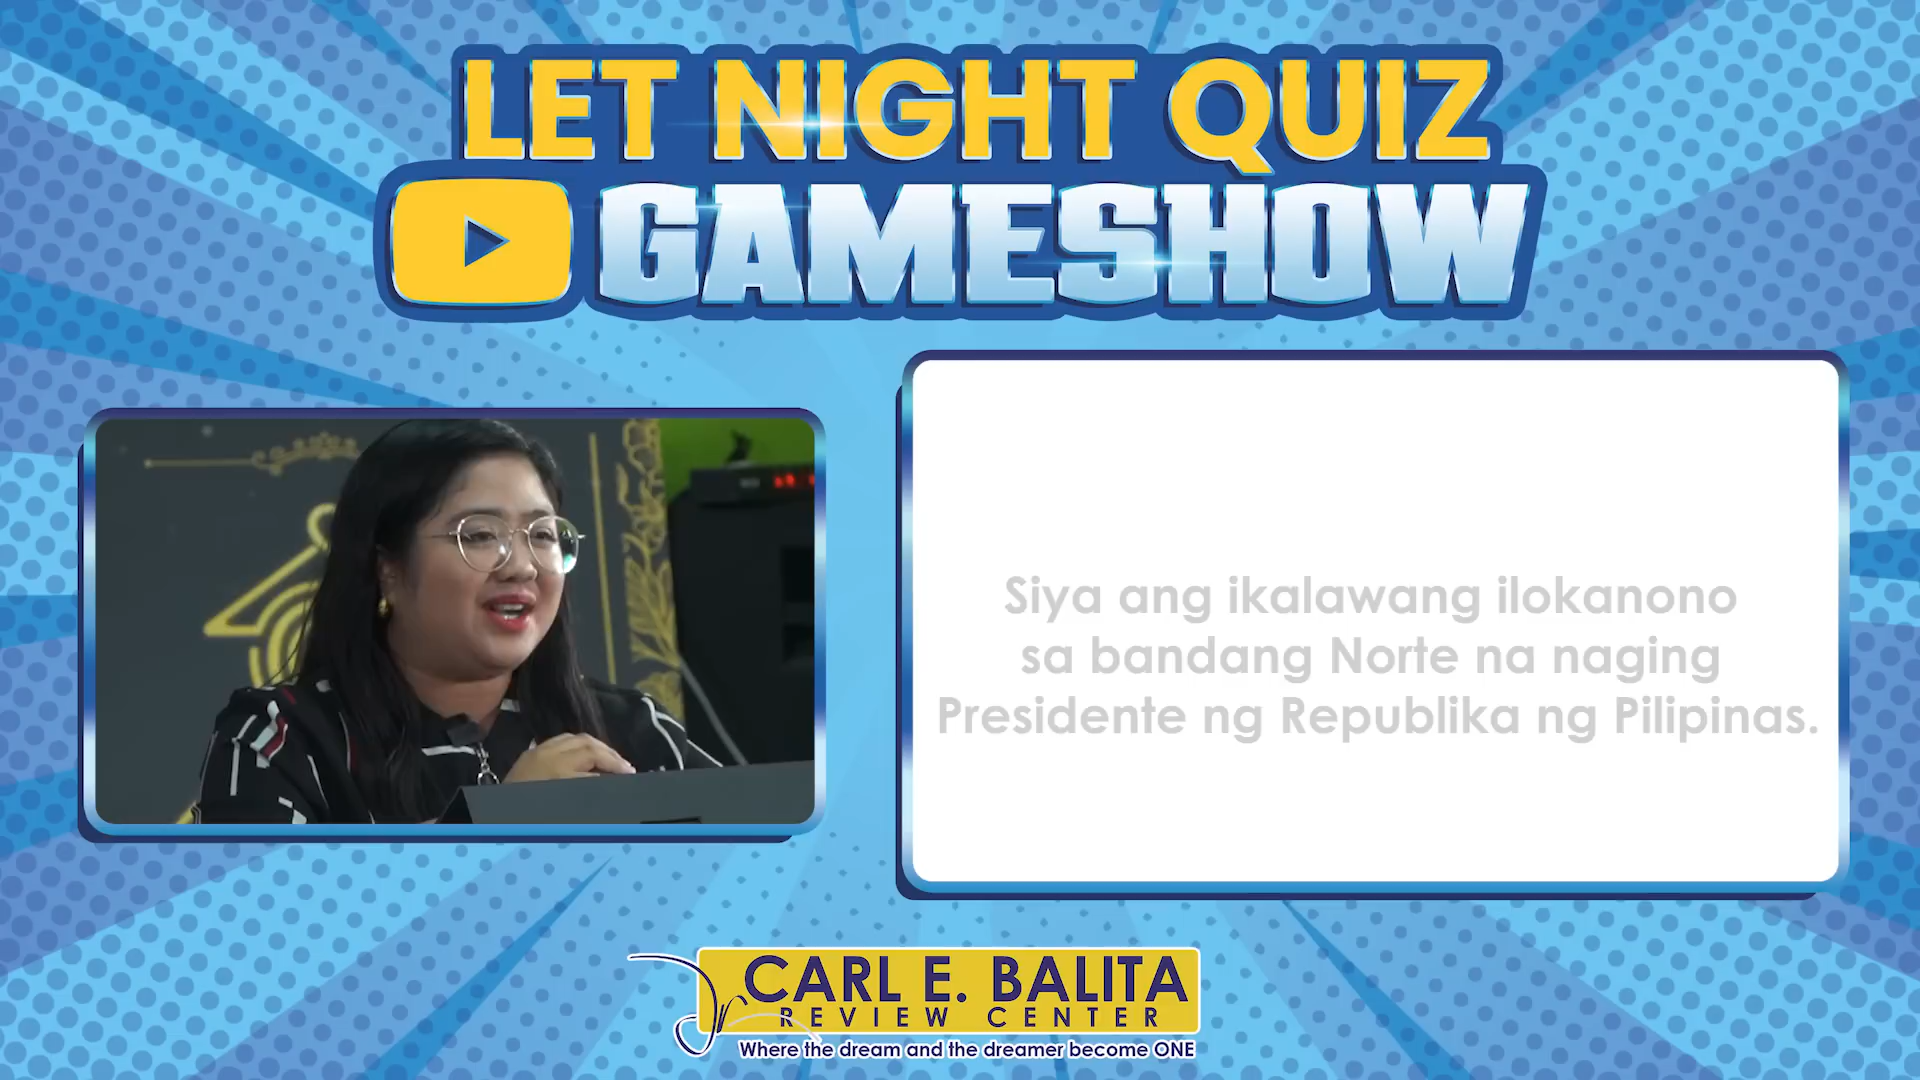 LET NIGHT QUIZ
GAMESHOW
Siya ang ikalawang ilokanono
sa bandang Norte na naging
Presidente ng Republika ng Pilipinas.
Dr. CARL E. BALITA
REVIEW CENTER
Where the dream and the dreamer become ONE